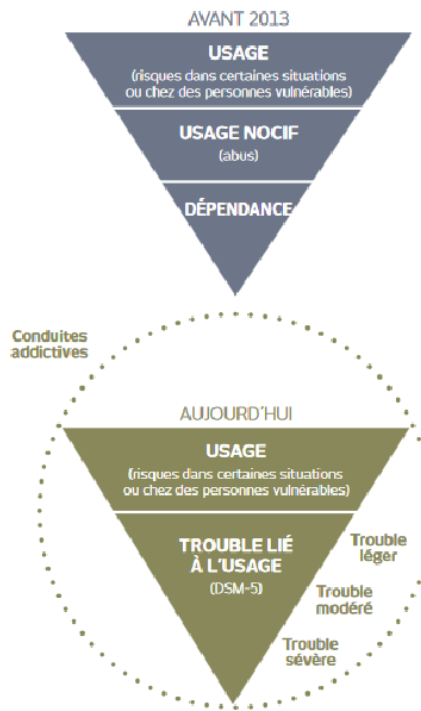 AVANT 2013
USAGE
(risques dans certaines situations
ou chez des personnes vulnérables)
USAGE NOCIF
(abus)
DÉPENDANCE
Conduites
addictives
AUJOURD'HUI
USAGE
(risques dans certaines situations
ou chez des personnes vulnérables)
TROUBLE LIÉ
À L'USAGE
(DSM-5)
Trouble
léger
Trouble
modéré
Trouble
sévère